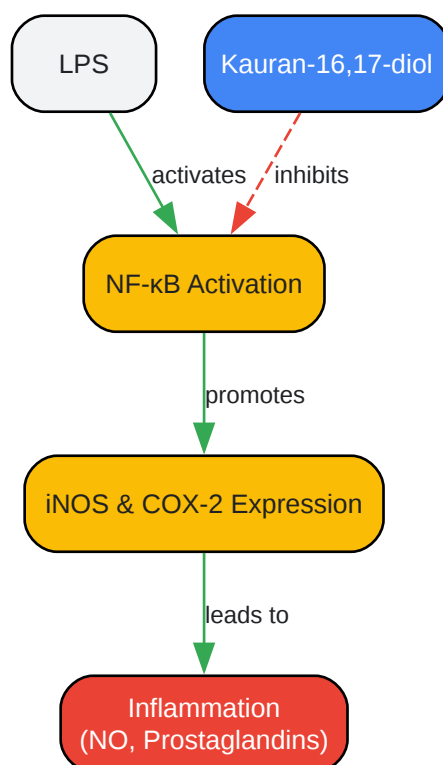 LPS
Kauran-16,17-diol
activates
inhibits
NF-κB Activation
promotes
iNOS & COX-2 Expression
leads to
Inflammation
(NO, Prostaglandins)